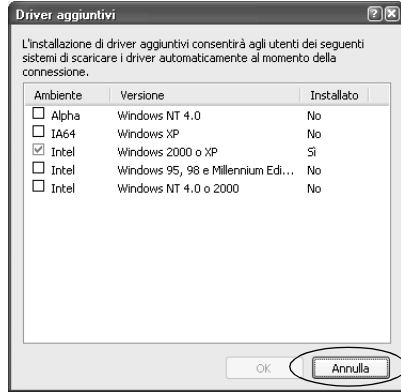 Driver aggiuntivi
L'installazione di driver aggiuntivi consentirà agli utenti dei seguenti
sistemi di scaricare i driver automaticamente al momento della
connessione.
Ambiente Versione Installato
Alpha Windows NT 4.0 No
IA64 Windows XP No
Intel Windows 2000 o XP Sì
Intel Windows 95, 98 e Millennium Edi... No
Intel Windows NT 4.0 o 2000 No
OK Annulla